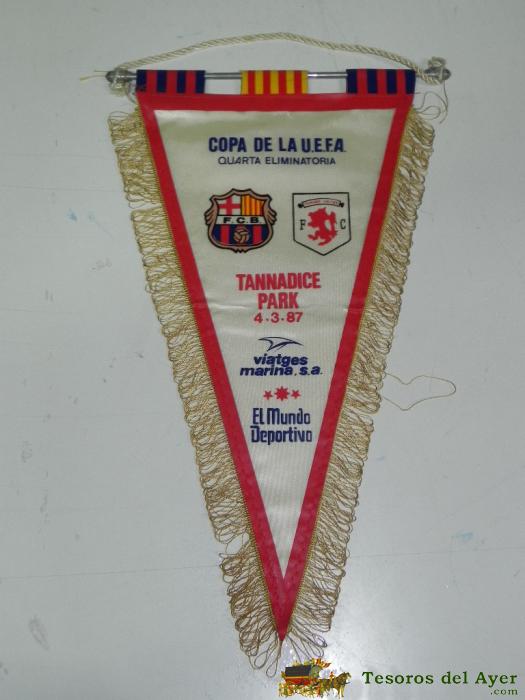 COPA DE LA U.E.F.A.
QUARTA ELIMINATORIA
F.C.B.
F C
TANNADICE
PARK
4-3-87
viatges
marina, s.a.
El Mundo
Deportivo
Tesoros del Ayer
.com